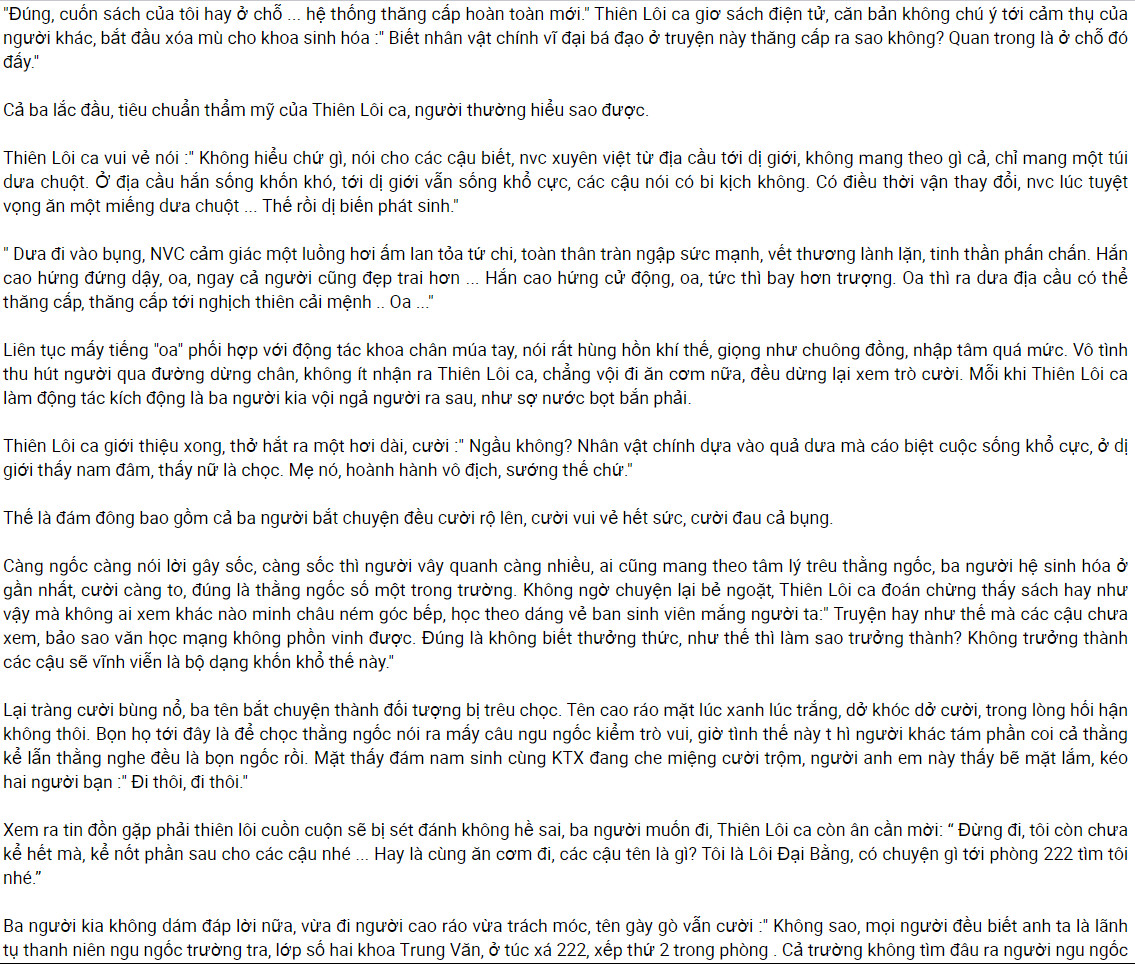 "Đúng, cuốn sách của tôi hay ở chỗ ... hệ thống thăng cấp hoàn toàn mới." Thiên Lôi ca giơ sách điện tử, căn bản không chú ý tới cảm thụ của
người khác, bắt đầu xóa mù cho khoa sinh hóa :" Biết nhân vật chính vĩ đại bá đạo ở truyện này thăng cấp ra sao không? Quan trong là ở chỗ đó
đấy."
Cả ba lắc đầu, tiêu chuẩn thẩm mỹ của Thiên Lôi ca, người thường hiểu sao được.
Thiên Lôi ca vui vẻ nói :" Không hiểu chứ gì, nói cho các cậu biết, nvc xuyên việt từ địa cầu tới dị giới, không mang theo gì cả, chỉ mang một túi
dưa chuột. Ở địa cầu hắn sống khốn khó, tới dị giới vẫn sống khổ cực, các cậu nói có bi kịch không. Có điều thời vận thay đổi, nvc lúc tuyệt
vọng ăn một miếng dưa chuột ... Thế rồi dị biến phát sinh."
" Dưa đi vào bụng, NVC cảm giác một luồng hơi ấm lan tỏa tứ chi, toàn thân tràn ngập sức mạnh, vết thương lành lặn, tinh thần phấn chấn. Hắn
cao hứng đứng dậy, oa, ngay cả người cũng đẹp trai hơn ... Hắn cao hứng cử động, oa, tức thì bay hơn trượng. Oa thì ra dưa địa cầu có thể
thăng cấp, thăng cấp tới nghịch thiên cải mệnh .. Oa ..."
Liên tục mấy tiếng "oa" phối hợp với động tác khoa chân múa tay, nói rất hùng hồn khí thế, giọng như chuông đồng, nhập tâm quá mức. Vô tình
thu hút người qua đường dừng chân, không ít nhận ra Thiên Lôi ca, chẳng vội đi ăn cơm nữa, đều dừng lại xem trò cười. Mỗi khi Thiên Lôi ca
làm động tác kích động là ba người kia vội ngả người ra sau, như sợ nước bọt bắn phải.
Thiên Lôi ca giới thiệu xong, thở hắt ra một hơi dài, cười :" Ngầu không? Nhân vật chính dựa vào quả dưa mà cáo biệt cuộc sống khổ cực, ở dị
giới thấy nam đâm, thấy nữ là chọc. Mẹ nó, hoành hành vô địch, sướng thế chứ."
Thế là đám đông bao gồm cả ba người bắt chuyện đều cười rộ lên, cười vui vẻ hết sức, cười đau cả bụng.
Càng ngốc càng nói lời gây sốc, càng sốc thì người vây quanh càng nhiều, ai cũng mang theo tâm lý trêu thằng ngốc, ba người hệ sinh hóa ở
gần nhất, cười càng to, đúng là thằng ngốc số một trong trường. Không ngờ chuyện lại bẻ ngoặt, Thiên Lôi ca đoán chừng thấy sách hay như
vậy mà không ai xem khác nào minh châu ném góc bếp, học theo dáng vẻ ban sinh viên mắng người ta:" Truyện hay như thế mà các cậu chưa
xem, bảo sao văn học mạng không phồn vinh được. Đúng là không biết thưởng thức, như thế thì làm sao trưởng thành? Không trưởng thành
các cậu sẽ vĩnh viễn là bộ dạng khốn khổ thế này."
Lại tràng cười bùng nổ, ba tên bắt chuyện thành đối tượng bị trêu chọc. Tên cao ráo mặt lúc xanh lúc trắng, dở khóc dở cười, trong lòng hối hận
không thôi. Bọn họ tới đây là để chọc thằng ngốc nói ra mấy câu ngu ngốc kiểm trò vui, giờ tình thế này t hì người khác tám phần coi cả thằng
kể lẫn thằng nghe đều là bọn ngốc rồi. Mặt thấy đám nam sinh cùng KTX đang che miệng cười trộm, người anh em này thấy bẽ mặt lắm, kéo
hai người bạn :" Đi thôi, đi thôi."
Xem ra tin đồn gặp phải thiên lôi cuồn cuộn sẽ bị sét đánh không hề sai, ba người muốn đi, Thiên Lôi ca còn ân cần mời: “ Đừng đi, tôi còn chưa
kể hết mà, kể nốt phần sau cho các cậu nhé ... Hay là cùng ăn cơm đi, các cậu tên là gì? Tôi là Lôi Đại Bằng, có chuyện gì tới phòng 222 tìm tôi
nhé.”
Ba người kia không dám đáp lời nữa, vừa đi người cao ráo vừa trách móc, tên gày gò vẫn cười :" Không sao, mọi người đều biết anh ta là lãnh
tụ thanh niên ngu ngốc trường tra, lớp số hai khoa Trung Văn, ở túc xá 222, xếp thứ 2 trong phòng . Cả trường không tìm đâu ra người ngu ngốc